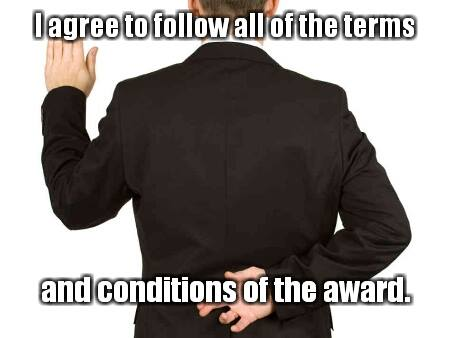 I agree to follow all of the terms
and conditions of the award.